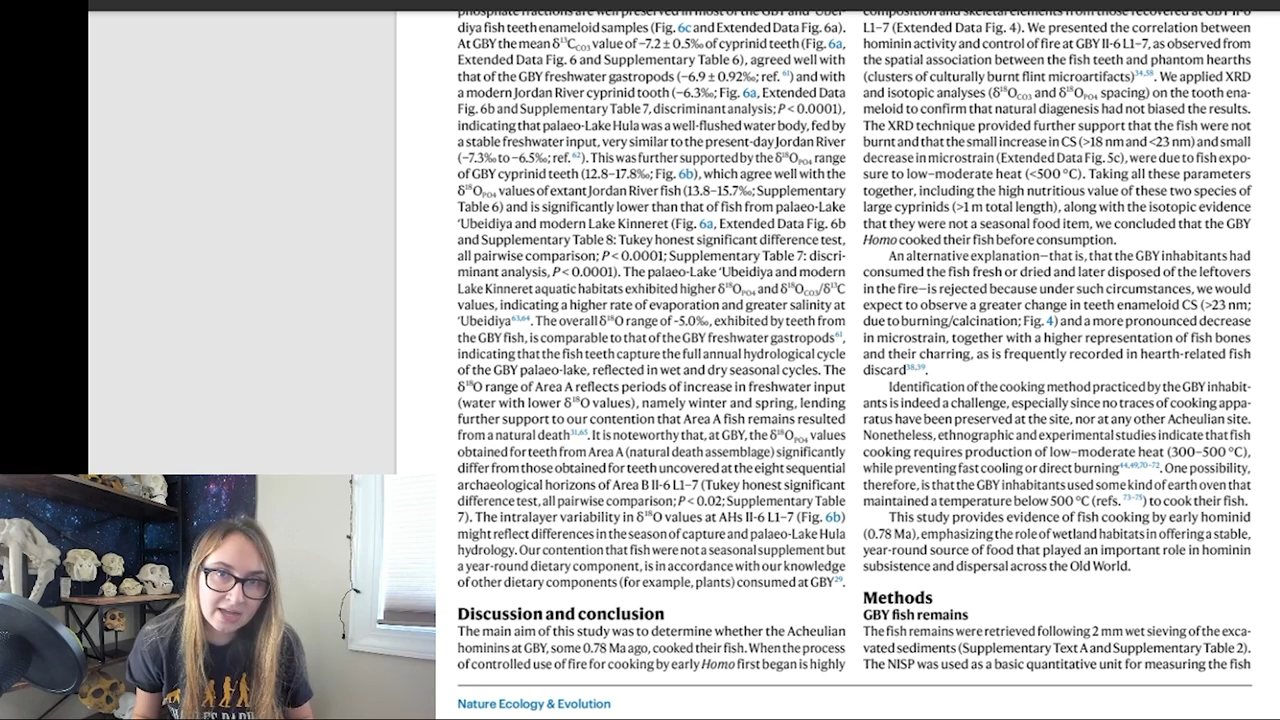 phosphate fractions are well preserved in most of the GBY and 'Ubei-
diya fish teeth enameloid samples (Fig. 6c and Extended Data Fig. 6a).
At GBY the mean δ¹³C_CO3 value of −7.2 ± 0.5‰ of cyprinid teeth (Fig. 6a,
Extended Data Fig. 6 and Supplementary Table 6), agreed well with
that of the GBY freshwater gastropods (−6.9 ± 0.92‰; ref. 61) and with
a modern Jordan River cyprinid tooth (−6.3‰; Fig. 6a, Extended Data
Fig. 6b and Supplementary Table 7, discriminant analysis; P < 0.0001),
indicating that palaeo-Lake Hula was a well-flushed water body, fed by
a stable freshwater input, very similar to the present-day Jordan River
(−7.3‰ to −6.5‰; ref. 62). This was further supported by the δ¹⁸O_PO4 range
of GBY cyprinid teeth (12.8–17.8‰; Fig. 6b), which agree well with the
δ¹⁸O_PO4 values of extant Jordan River fish (13.8–15.7‰; Supplementary
Table 6) and is significantly lower than that of fish from palaeo-Lake
'Ubeidiya and modern Lake Kinneret (Fig. 6a, Extended Data Fig. 6b
and Supplementary Table 8: Tukey honest significant difference test,
all pairwise comparison; P < 0.0001; Supplementary Table 7: discri-
minant analysis, P < 0.0001). The palaeo-Lake 'Ubeidiya and modern
Lake Kinneret aquatic habitats exhibited higher δ¹⁸O_PO4 and δ¹⁸O_CO3/δ¹³C
values, indicating a higher rate of evaporation and greater salinity at
'Ubeidiya63,64. The overall δ¹⁸O range of -5.0‰, exhibited by teeth from
the GBY fish, is comparable to that of the GBY freshwater gastropods61,
indicating that the fish teeth capture the full annual hydrological cycle
of the GBY palaeo-lake, reflected in wet and dry seasonal cycles. The
δ¹⁸O range of Area A reflects periods of increase in freshwater input
(water with lower δ¹⁸O values), namely winter and spring, lending
further support to our contention that Area A fish remains resulted
from a natural death31,65. It is noteworthy that, at GBY, the δ¹⁸O_PO4 values
obtained for teeth from Area A (natural death assemblage) significantly
differ from those obtained for teeth uncovered at the eight sequential
archaeological horizons of Area B II-6 L1–7 (Tukey honest significant
difference test, all pairwise comparison; P < 0.02; Supplementary Table
7). The intralayer variability in δ¹⁸O values at AHs II-6 L1–7 (Fig. 6b)
might reflect differences in the season of capture and palaeo-Lake Hula
hydrology. Our contention that fish were not a seasonal supplement but
a year-round dietary component, is in accordance with our knowledge
of other dietary components (for example, plants) consumed at GBY29.
Discussion and conclusion
The main aim of this study was to determine whether the Acheulian
hominins at GBY, some 0.78 Ma ago, cooked their fish. When the process
of controlled use of fire for cooking by early Homo first began is highly
composition and skeletal elements from those recovered at GBY II-6
L1–7 (Extended Data Fig. 4). We presented the correlation between
hominin activity and control of fire at GBY II-6 L1–7, as observed from
the spatial association between the fish teeth and phantom hearths
(clusters of culturally burnt flint microartifacts)34,58. We applied XRD
and isotopic analyses (δ¹⁸O_CO3 and δ¹⁸O_PO4 spacing) on the tooth ena-
meloid to confirm that natural diagenesis had not biased the results.
The XRD technique provided further support that the fish were not
burnt and that the small increase in CS (>18 nm and <23 nm) and small
decrease in microstrain (Extended Data Fig. 5c), were due to fish expo-
sure to low–moderate heat (<500 °C). Taking all these parameters
together, including the high nutritious value of these two species of
large cyprinids (>1 m total length), along with the isotopic evidence
that they were not a seasonal food item, we concluded that the GBY
Homo cooked their fish before consumption.
An alternative explanation—that is, that the GBY inhabitants had
consumed the fish fresh or dried and later disposed of the leftovers
in the fire—is rejected because under such circumstances, we would
expect to observe a greater change in teeth enameloid CS (>23 nm;
due to burning/calcination; Fig. 4) and a more pronounced decrease
in microstrain, together with a higher representation of fish bones
and their charring, as is frequently recorded in hearth-related fish
discard38,39.
Identification of the cooking method practiced by the GBY inhabit-
ants is indeed a challenge, especially since no traces of cooking appa-
ratus have been preserved at the site, nor at any other Acheulian site.
Nonetheless, ethnographic and experimental studies indicate that fish
cooking requires production of low–moderate heat (300–500 °C),
while preventing fast cooling or direct burning44,49,70–72. One possibility,
therefore, is that the GBY inhabitants used some kind of earth oven that
maintained a temperature below 500 °C (refs. 73–75) to cook their fish.
This study provides evidence of fish cooking by early hominid
(0.78 Ma), emphasizing the role of wetland habitats in offering a stable,
year-round source of food that played an important role in hominin
subsistence and dispersal across the Old World.
Methods
GBY fish remains
The fish remains were retrieved following 2 mm wet sieving of the exca-
vated sediments (Supplementary Text A and Supplementary Table 2).
The NISP was used as a basic quantitative unit for measuring the fish
Nature Ecology & Evolution